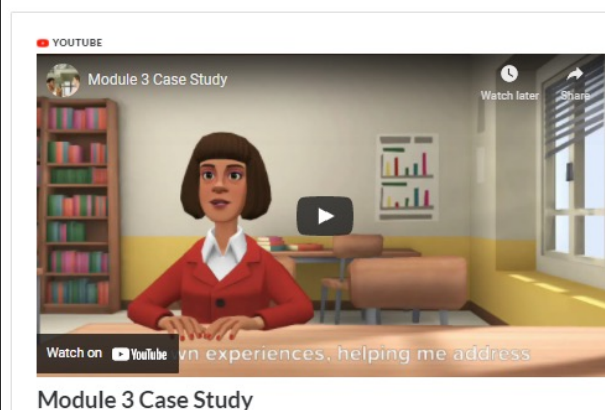 YOUTUBE
Module 3 Case Study
Watch later
Share
Watch on YouTube
experiences, helping me address
Module 3 Case Study